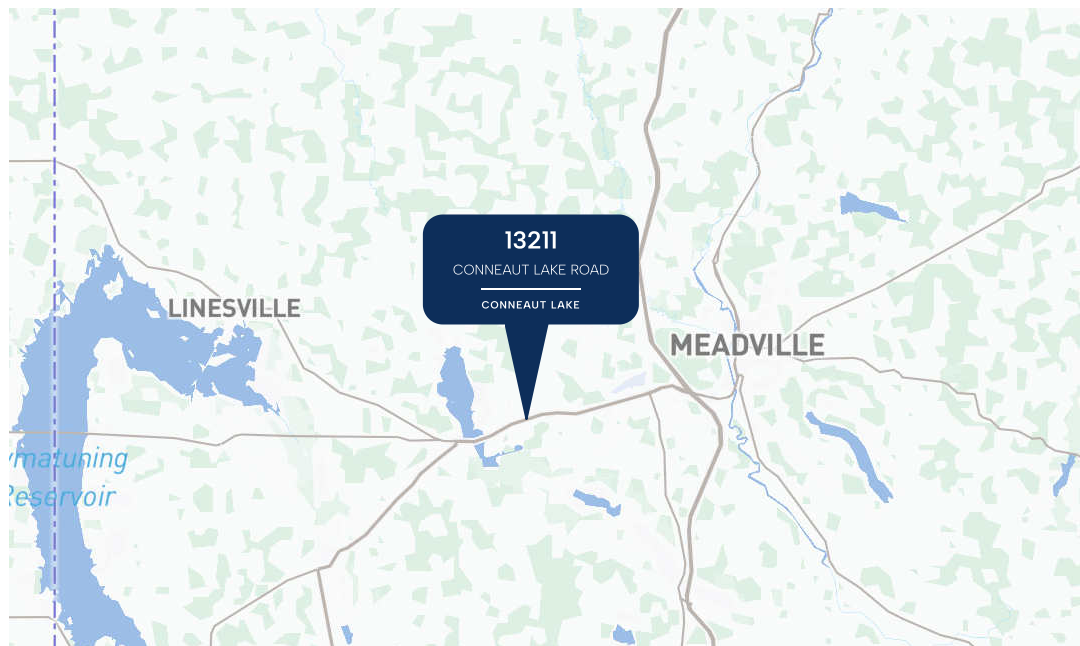 13211
CONNEAUT LAKE ROAD
CONNEAUT LAKE
LINESVILLE
MEADVILLE
ymatuning
Reservoir